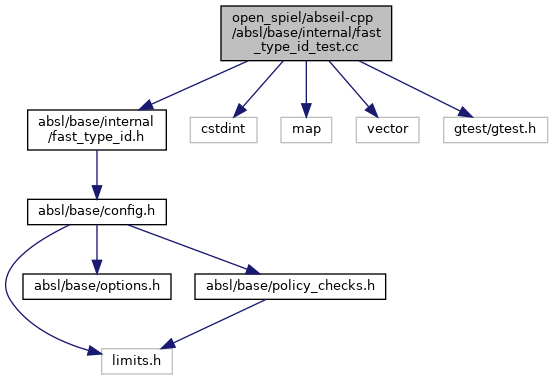 open_spiel/abseil-cpp
/absl/base/internal/fast
_type_id_test.cc
absl/base/internal
/fast_type_id.h
cstdint
map
vector
gtest/gtest.h
absl/base/config.h
absl/base/options.h
absl/base/policy_checks.h
limits.h